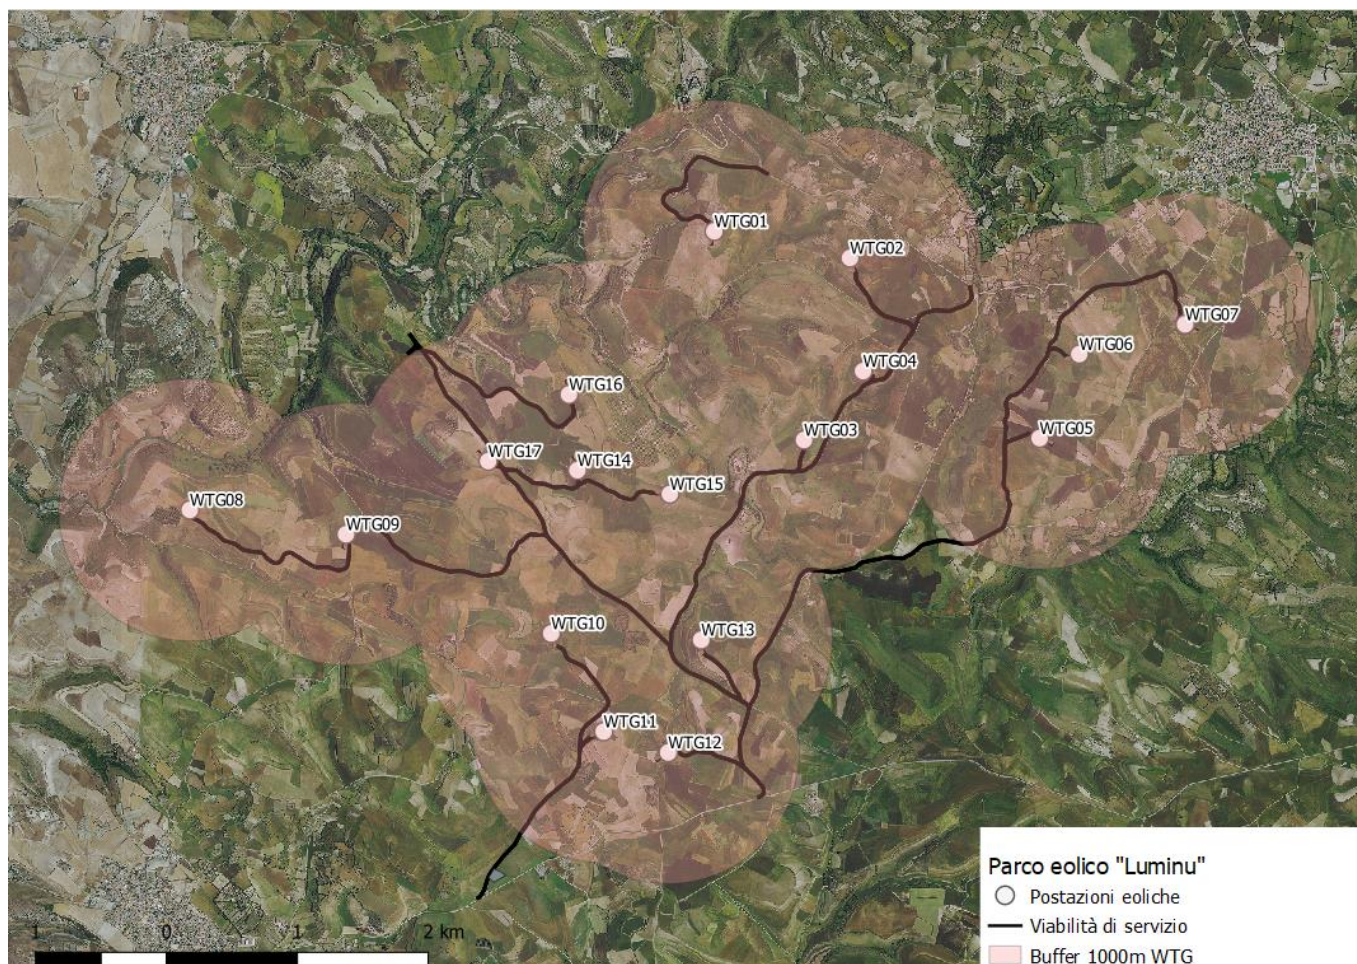 WTG01
WTG02
WTG07
WTG06
WTG04
WTG16
WTG03
WTG05
WTG17
WTG14
WTG15
WTG08
WTG09
WTG10
WTG13
WTG11
WTG12
1 0 1 2 km
Parco eolico "Luminu"
Postazioni eoliche
Viabilità di servizio
Buffer 1000m WTG